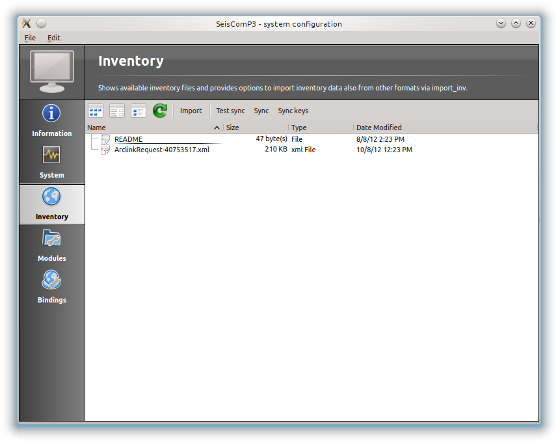 SeisComP3 - system configuration
File Edit
Inventory
Shows available inventory files and provides options to import inventory data also from other formats via import_inv.
Import Test sync Sync Sync keys
Name Size Type Date Modified
README 47 byte(s) File 8/8/12 2:23 PM
ArclinkRequest-40753517.xml 210 KB xml File 10/8/12 12:23 PM
Information
System
Inventory
Modules
Bindings